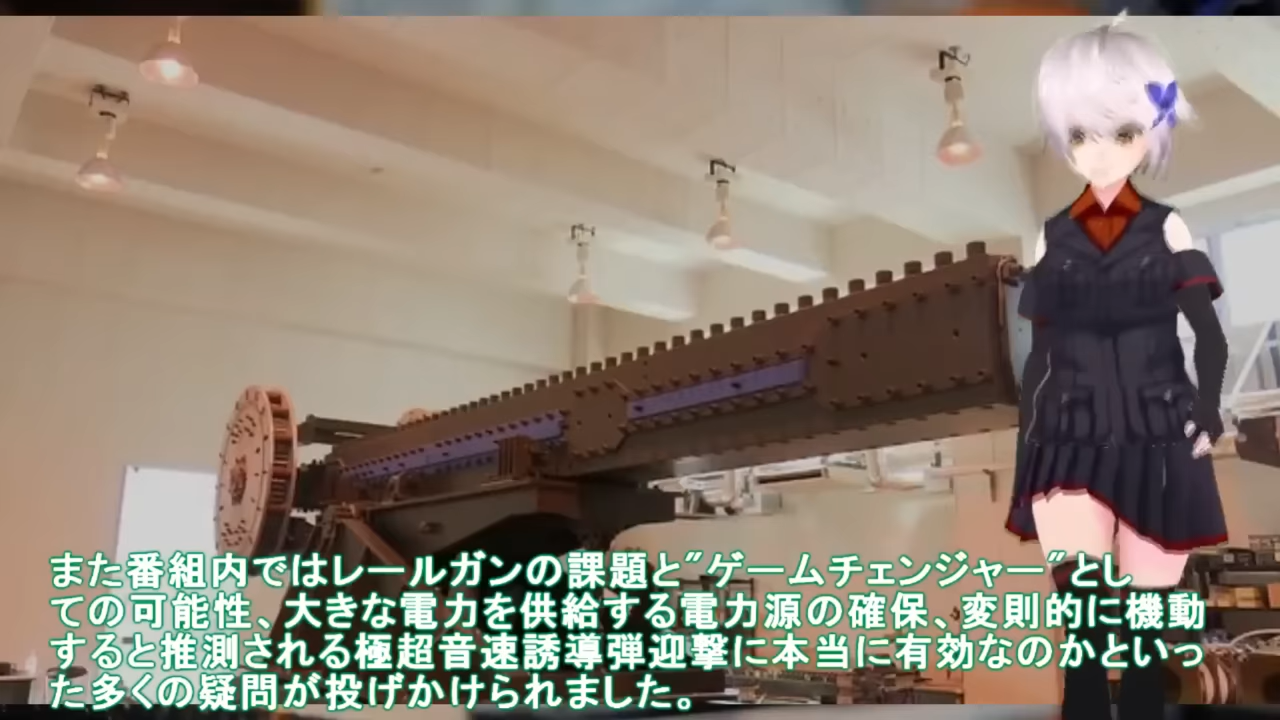 また番組内ではレールガンの課題と"ゲームチェンジャー"とし
ての可能性、大きな電力を供給する電力源の確保、変則的に機動
すると推測される極超音速誘導弾迎撃に本当に有効なのかといっ
た多くの疑問が投げかけられました。